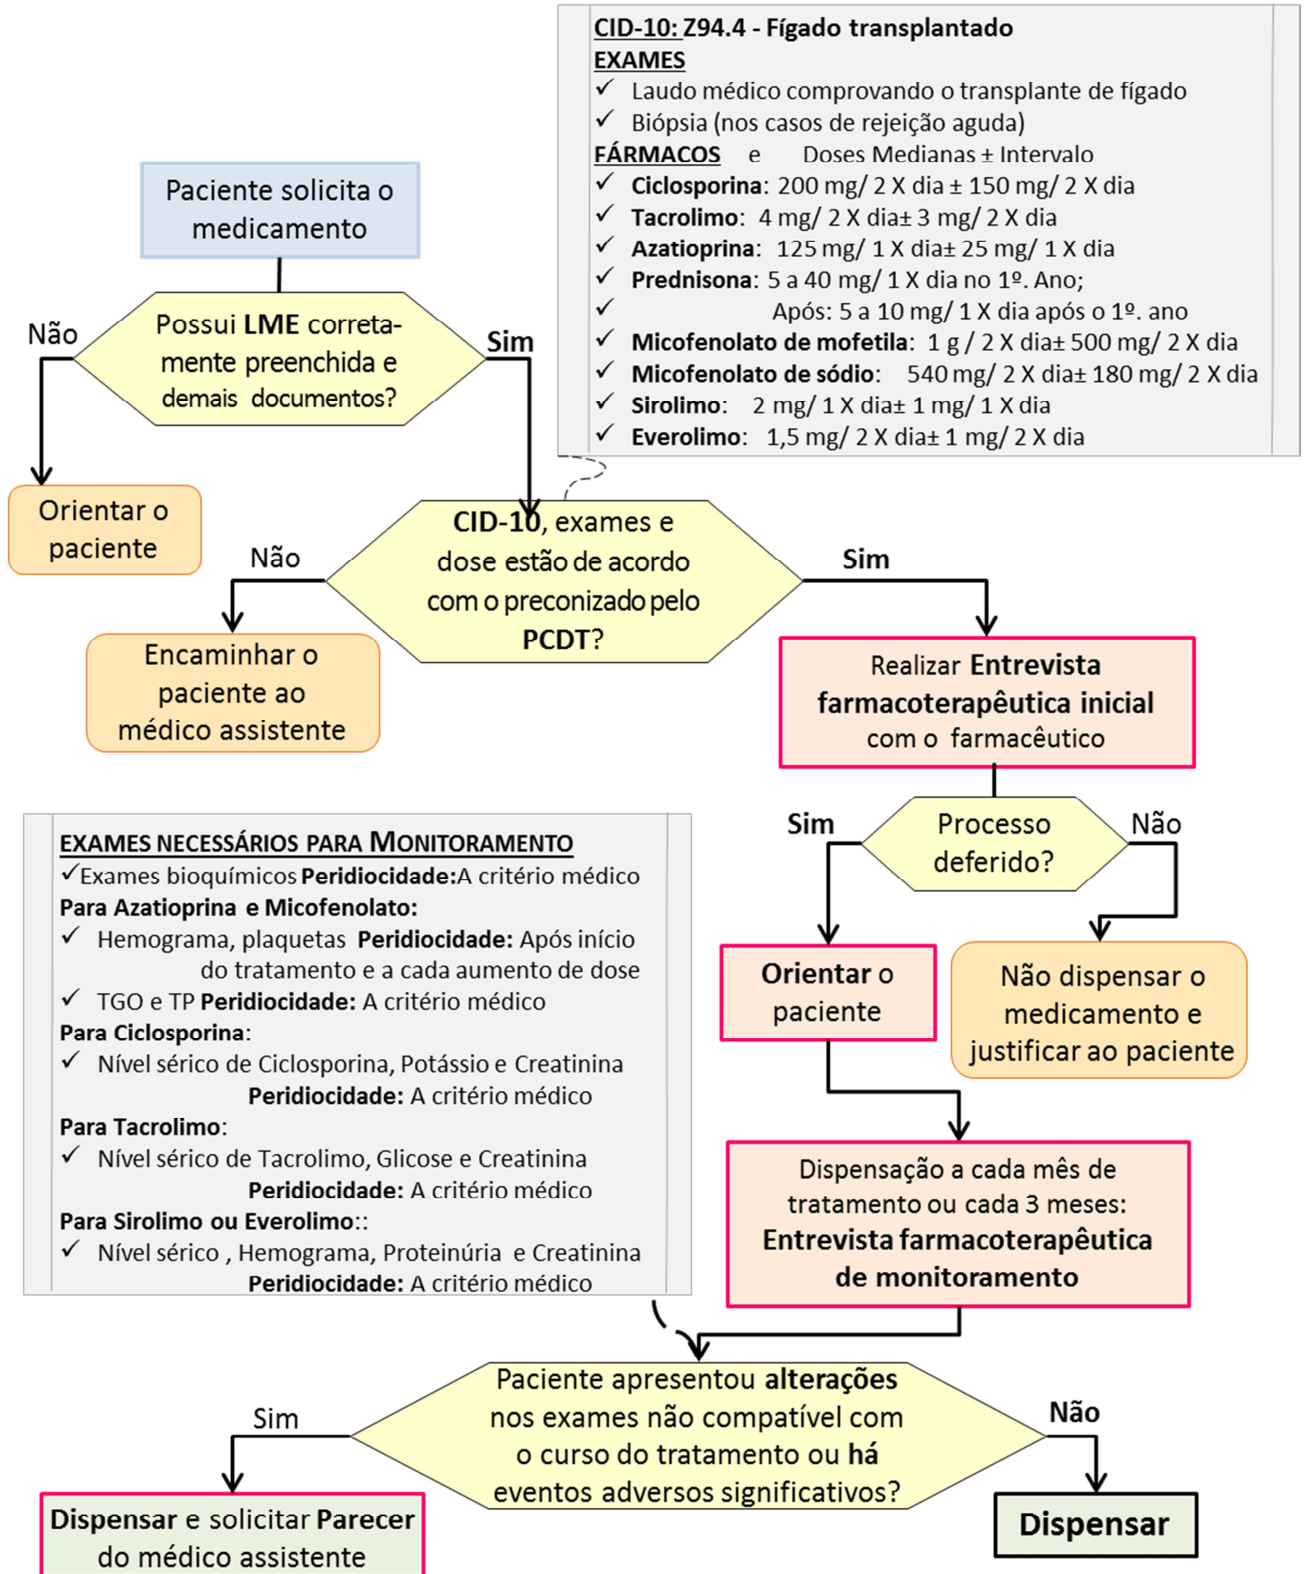 CID-10: Z94.4 - Fígado transplantado
EXAMES
✓ Laudo médico comprovando o transplante de fígado
✓ Biópsia (nos casos de rejeição aguda)
FÁRMACOS e Doses Medianas ± Intervalo
✓ Ciclosporina: 200 mg/ 2 X dia ± 150 mg/ 2 X dia
✓ Tacrolimo: 4 mg/ 2 X dia± 3 mg/ 2 X dia
✓ Azatioprina: 125 mg/ 1 X dia± 25 mg/ 1 X dia
✓ Prednisona: 5 a 40 mg/ 1 X dia no 1º. Ano;
✓ Após: 5 a 10 mg/ 1 X dia após o 1º. ano
✓ Micofenolato de mofetila: 1 g / 2 X dia± 500 mg/ 2 X dia
✓ Micofenolato de sódio: 540 mg/ 2 X dia± 180 mg/ 2 X dia
✓ Sirolimo: 2 mg/ 1 X dia± 1 mg/ 1 X dia
✓ Everolimo: 1,5 mg/ 2 X dia± 1 mg/ 2 X dia
Paciente solicita o
medicamento
Não
Possui LME correta-
mente preenchida e
demais documentos?
Sim
Orientar o
paciente
Não
CID-10, exames e
dose estão de acordo
com o preconizado pelo
PCDT?
Sim
Encaminhar o
paciente ao
médico assistente
Realizar Entrevista
farmacoterapêutica inicial
com o farmacêutico
Sim
Processo
deferido?
Não
Orientar o
paciente
Não dispensar o
medicamento e
justificar ao paciente
Dispensação a cada mês de
tratamento ou cada 3 meses:
Entrevista farmacoterapêutica
de monitoramento
EXAMES NECESSÁRIOS PARA MONITORAMENTO
✓Exames bioquímicos Peridiocidade:A critério médico
Para Azatioprina e Micofenolato:
✓ Hemograma, plaquetas Peridiocidade: Após início
do tratamento e a cada aumento de dose
✓ TGO e TP Peridiocidade: A critério médico
Para Ciclosporina:
✓ Nível sérico de Ciclosporina, Potássio e Creatinina
Peridiocidade: A critério médico
Para Tacrolimo:
✓ Nível sérico de Tacrolimo, Glicose e Creatinina
Peridiocidade: A critério médico
Para Sirolimo ou Everolimo::
✓ Nível sérico , Hemograma, Proteinúria e Creatinina
Peridiocidade: A critério médico
Sim
Paciente apresentou alterações
nos exames não compatível com
o curso do tratamento ou há
eventos adversos significativos?
Não
Dispensar e solicitar Parecer
do médico assistente
Dispensar